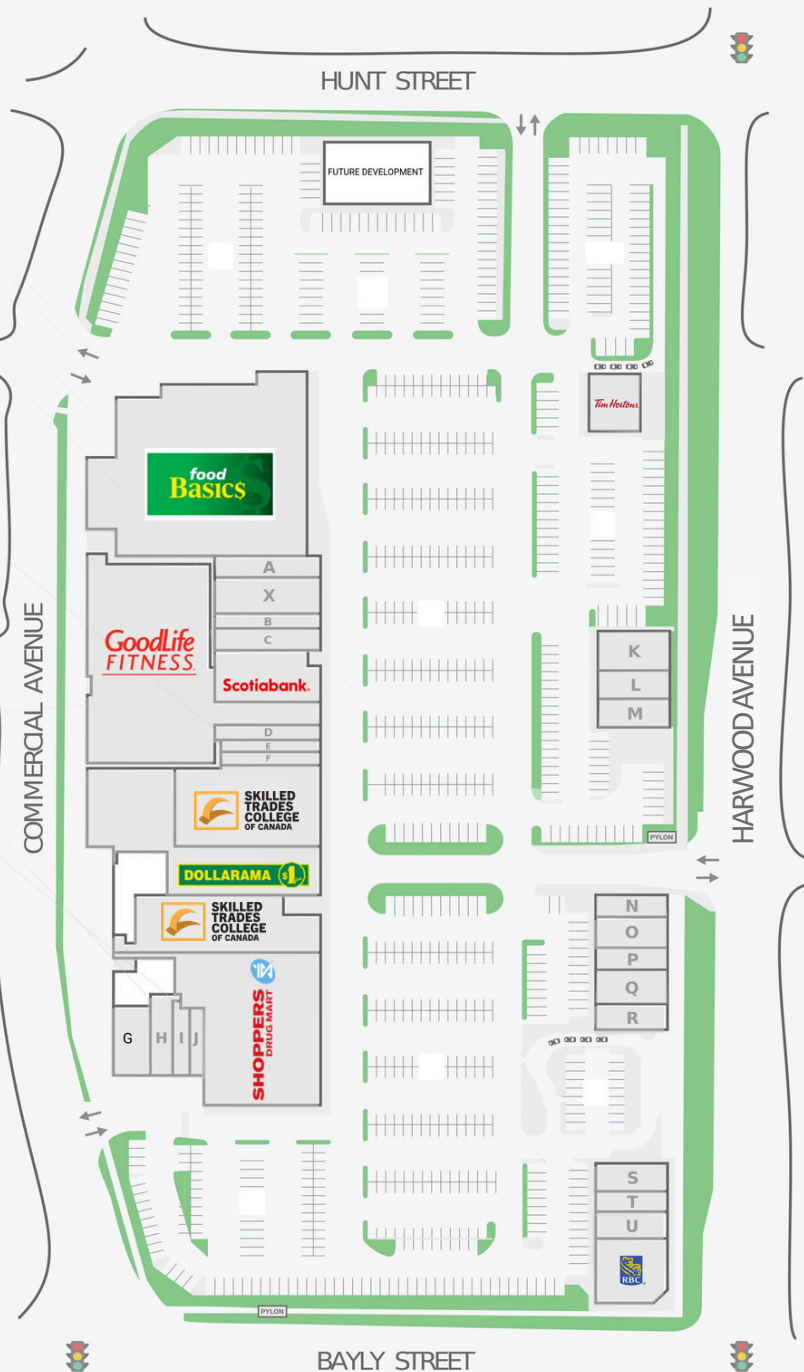 HUNT STREET
FUTURE DEVELOPMENT
Tim Hortons
food
Basics
A
X
B
C
GoodLife
FITNESS
Scotiabank
D
E
F
K
L
M
COMMERCIAL AVENUE
HARWOOD AVENUE
SKILLED
TRADES
COLLEGE
OF CANADA
PYLON
DOLLARAMA $1
SKILLED
TRADES
COLLEGE
OF CANADA
N
O
P
Q
R
SHOPPERS
DRUG MART
G
H
I
J
S
T
U
RBC
PYLON
BAYLY STREET